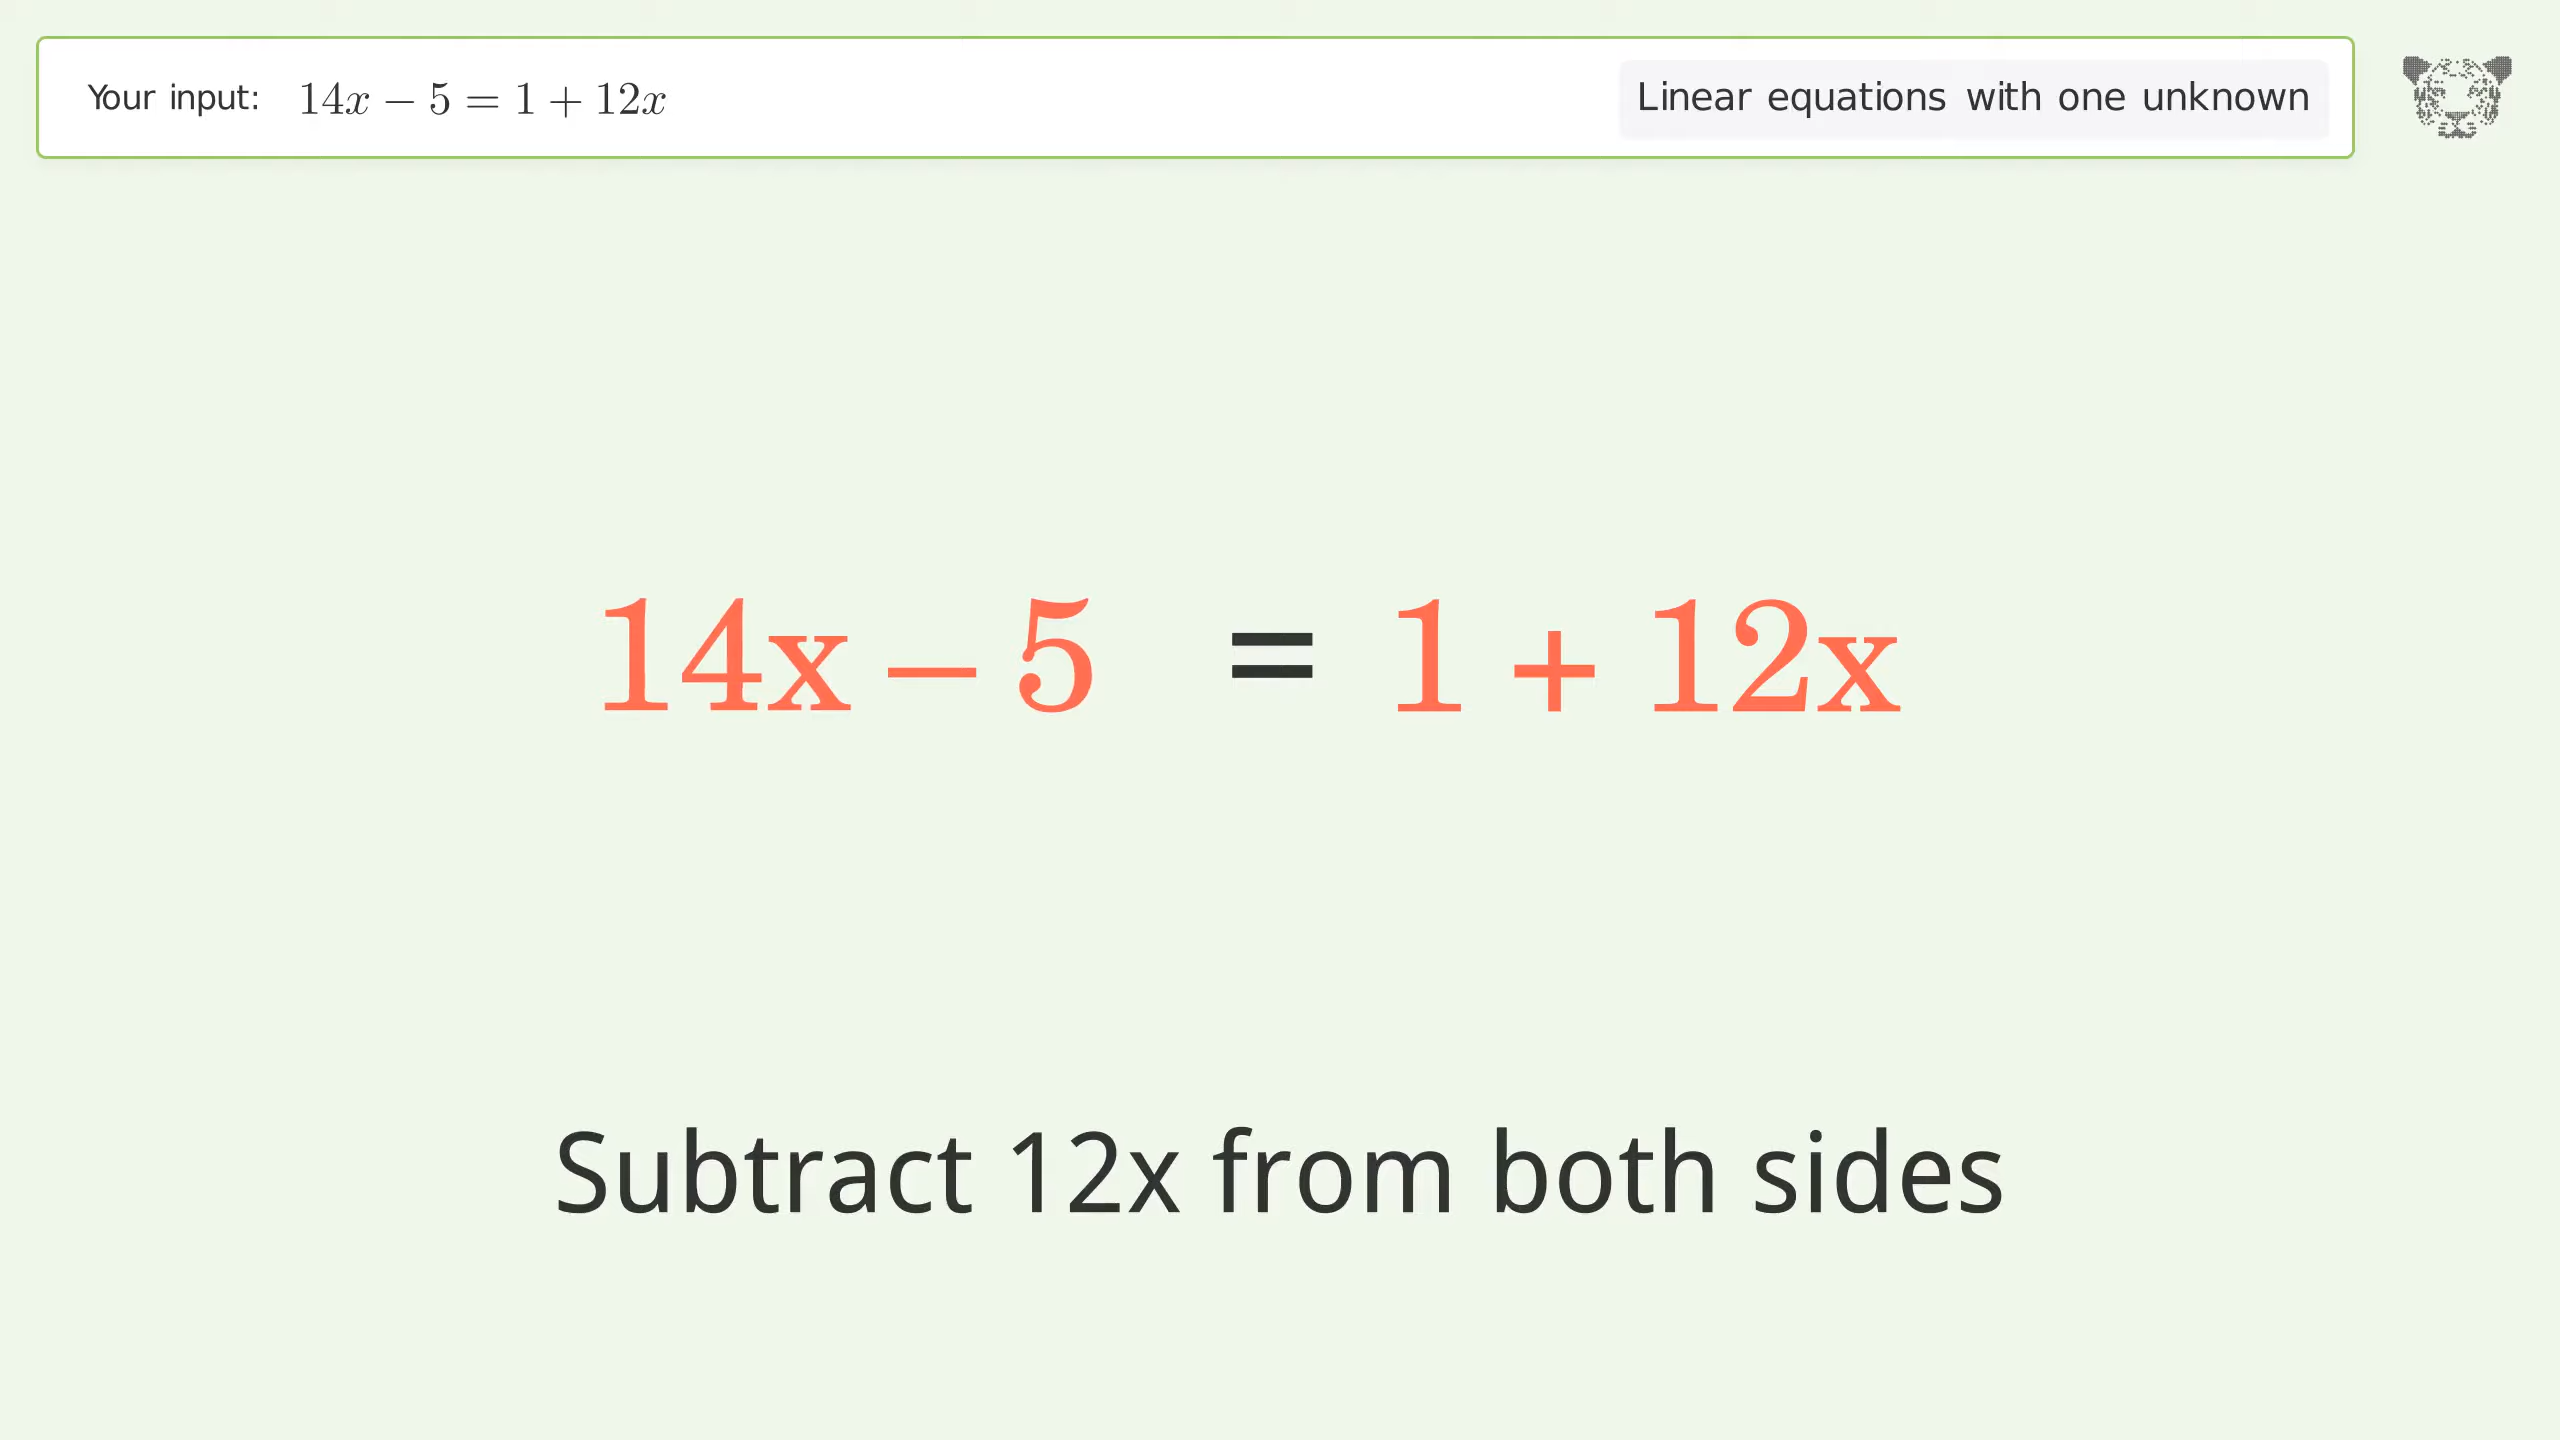 Your input: 14x − 5 = 1 + 12x
Linear equations with one unknown
14x – 5 = 1 + 12x
Subtract 12x from both sides